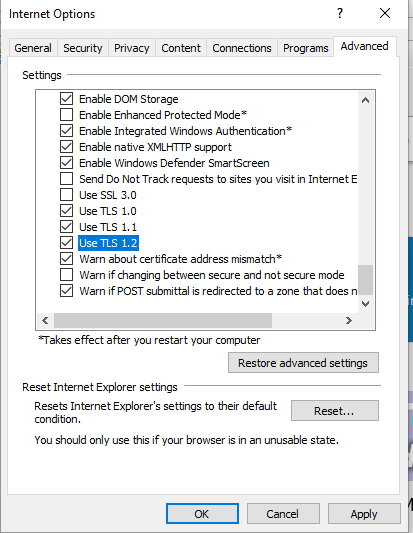 Internet Options
General Security Privacy Content Connections Programs Advanced
Settings
Enable DOM Storage
Enable Enhanced Protected Mode*
Enable Integrated Windows Authentication*
Enable native XMLHTTP support
Enable Windows Defender SmartScreen
Send Do Not Track requests to sites you visit in Internet E
Use SSL 3.0
Use TLS 1.0
Use TLS 1.1
Use TLS 1.2
Warn about certificate address mismatch*
Warn if changing between secure and not secure mode
Warn if POST submittal is redirected to a zone that does n
*Takes effect after you restart your computer
Restore advanced settings
Reset Internet Explorer settings
Resets Internet Explorer's settings to their default
condition.
Reset...
You should only use this if your browser is in an unusable state.
OK Cancel Apply